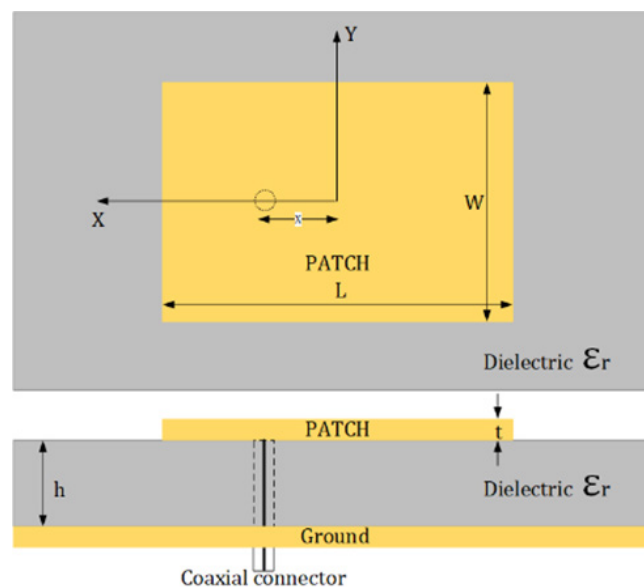 Y
X
x
W
PATCH
L
Dielectric εr
PATCH
t
h
Dielectric εr
Ground
Coaxial connector